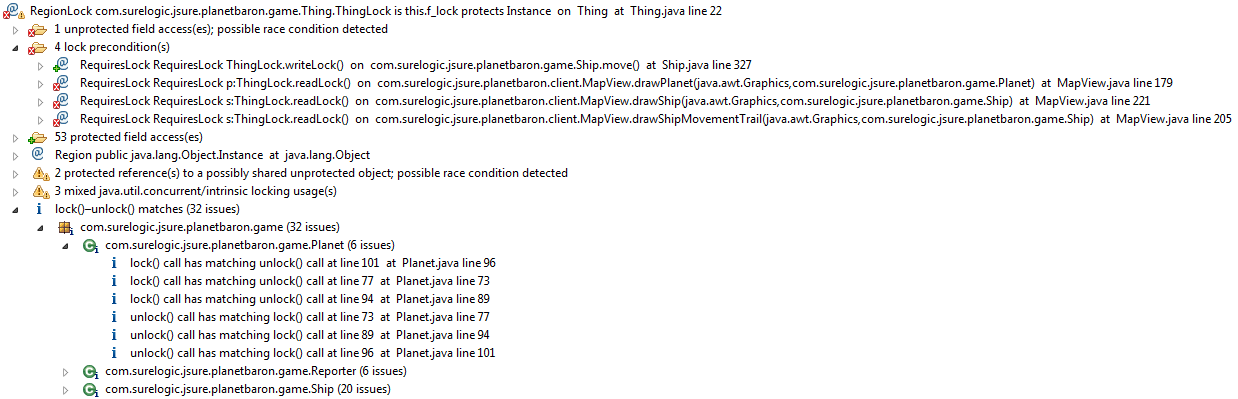 RegionLock com.surelogic.jsure.planetbaron.game.Thing.ThingLock is this.f_lock protects Instance on Thing at Thing.java line 22
1 unprotected field access(es); possible race condition detected
4 lock precondition(s)
RequiresLock RequiresLock ThingLock.writeLock() on com.surelogic.jsure.planetbaron.game.Ship.move() at Ship.java line 327
RequiresLock RequiresLock p:ThingLock.readLock() on com.surelogic.jsure.planetbaron.client.MapView.drawPlanet(java.awt.Graphics,com.surelogic.jsure.planetbaron.game.Planet) at MapView.java line 179
RequiresLock RequiresLock s:ThingLock.readLock() on com.surelogic.jsure.planetbaron.client.MapView.drawShip(java.awt.Graphics,com.surelogic.jsure.planetbaron.game.Ship) at MapView.java line 221
RequiresLock RequiresLock s:ThingLock.readLock() on com.surelogic.jsure.planetbaron.client.MapView.drawShipMovementTrail(java.awt.Graphics,com.surelogic.jsure.planetbaron.game.Ship) at MapView.java line 205
53 protected field access(es)
Region public java.lang.Object.Instance at java.lang.Object
2 protected reference(s) to a possibly shared unprotected object; possible race condition detected
3 mixed java.util.concurrent/intrinsic locking usage(s)
lock()–unlock() matches (32 issues)
com.surelogic.jsure.planetbaron.game (32 issues)
com.surelogic.jsure.planetbaron.game.Planet (6 issues)
lock() call has matching unlock() call at line 101 at Planet.java line 96
lock() call has matching unlock() call at line 77 at Planet.java line 73
lock() call has matching unlock() call at line 94 at Planet.java line 89
unlock() call has matching lock() call at line 73 at Planet.java line 77
unlock() call has matching lock() call at line 89 at Planet.java line 94
unlock() call has matching lock() call at line 96 at Planet.java line 101
com.surelogic.jsure.planetbaron.game.Reporter (6 issues)
com.surelogic.jsure.planetbaron.game.Ship (20 issues)